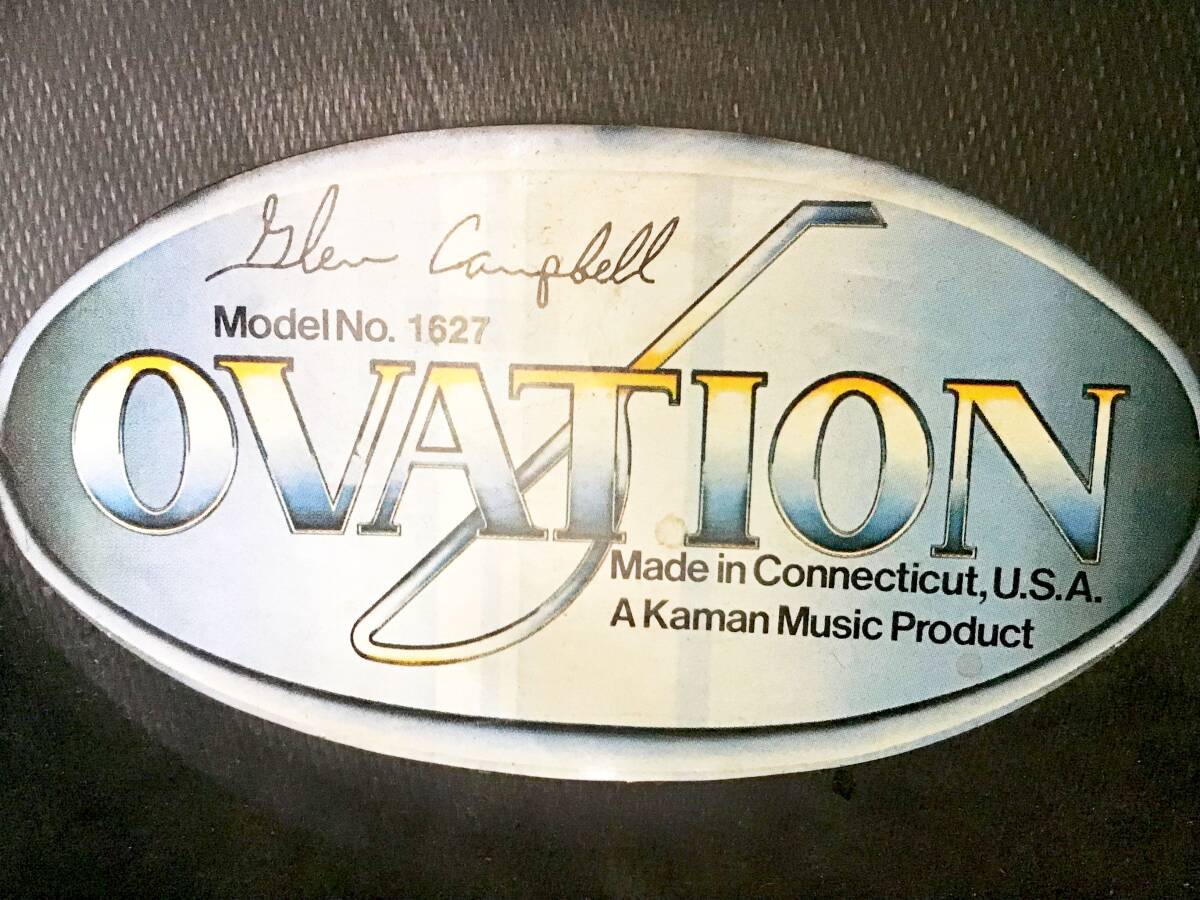 Glen Campbell
Model No. 1627
OVATION
Made in Connecticut, U.S.A.
A Kaman Music Product